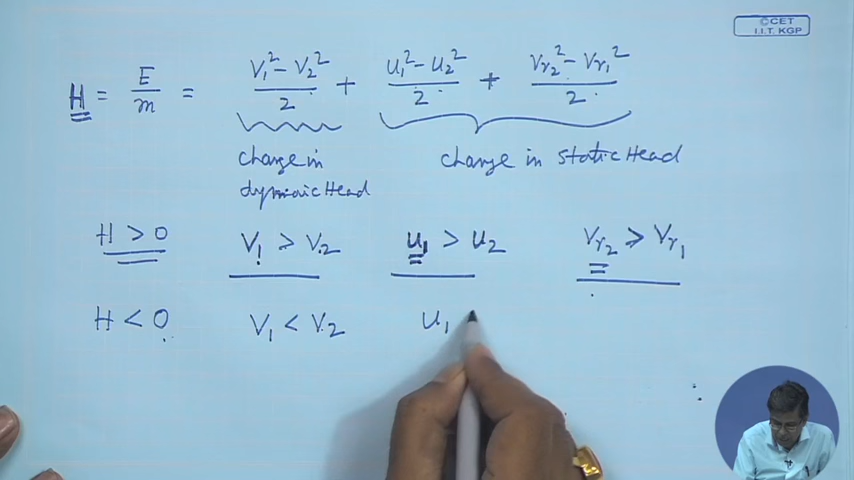 ©CET
I.I.T. KGP
H = E/m = V₁² - V₂²/2 + u₁² - u₂²/2 + Vr₂² - Vr₁²/2
change in dynamic Head
change in static Head
H > 0 V₁ > V₂ u₁ > u₂ Vr₂ > Vr₁
H < 0 V₁ < V₂ u₁